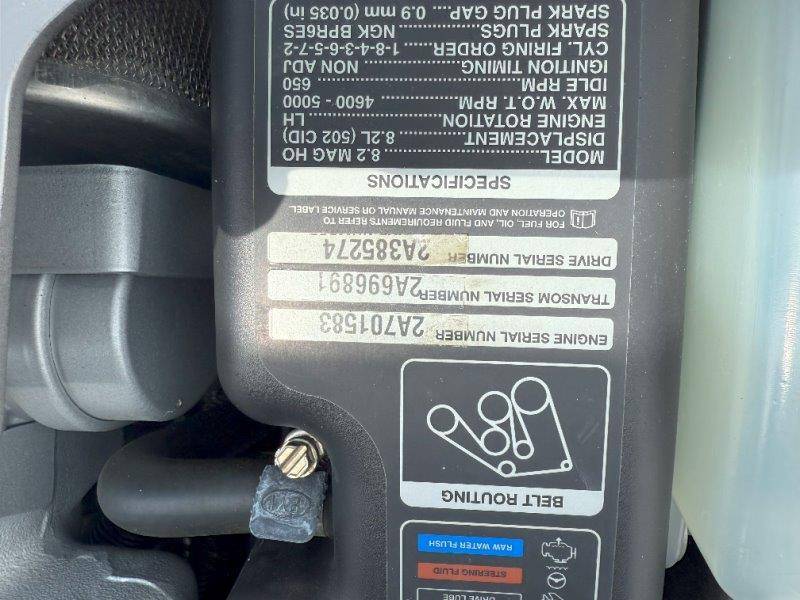 DRIVE LUBE
STEERING FLUID
RAW WATER FLUSH
BELT ROUTING
ENGINE SERIAL NUMBER 2A701583
TRANSOM SERIAL NUMBER 2A696891
DRIVE SERIAL NUMBER 2A385274
FOR FUEL, OIL, AND FLUID REQUIREMENTS REFER TO
OPERATION AND MAINTENANCE MANUAL OR SERVICE LABEL.
SPECIFICATIONS
MODEL ........ 8.2 MAG HO
DISPLACEMENT ........ 8.2L (502 CID)
ENGINE ROTATION ........ LH
MAX. W.O.T. RPM ........ 4600 - 5000
IDLE RPM ........ 650
IGNITION TIMING ........ NON ADJ
CYL. FIRING ORDER ........ 1-8-4-3-6-5-7-2
SPARK PLUGS ........ NGK BPR6ES
SPARK PLUG GAP .... 0.9 mm (0.035 in)